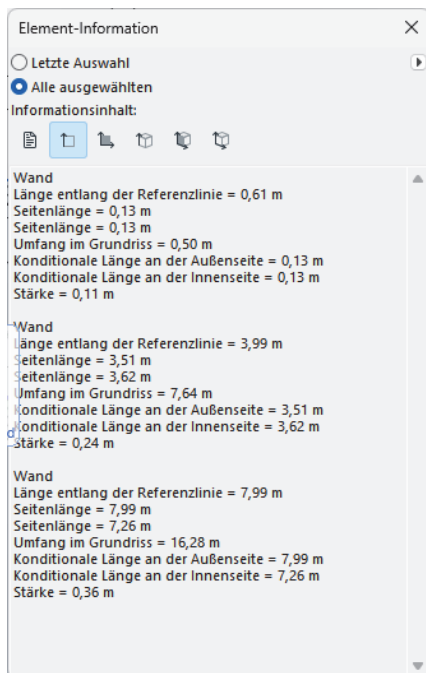 Element-Information
Letzte Auswahl
Alle ausgewählten
Informationsinhalt:
Wand
Länge entlang der Referenzlinie = 0,61 m
Seitenlänge = 0,13 m
Seitenlänge = 0,13 m
Umfang im Grundriss = 0,50 m
Konditionale Länge an der Außenseite = 0,13 m
Konditionale Länge an der Innenseite = 0,13 m
Stärke = 0,11 m
Wand
Länge entlang der Referenzlinie = 3,99 m
Seitenlänge = 3,51 m
Seitenlänge = 3,62 m
Umfang im Grundriss = 7,64 m
Konditionale Länge an der Außenseite = 3,51 m
Konditionale Länge an der Innenseite = 3,62 m
Stärke = 0,24 m
Wand
Länge entlang der Referenzlinie = 7,99 m
Seitenlänge = 7,99 m
Seitenlänge = 7,26 m
Umfang im Grundriss = 16,28 m
Konditionale Länge an der Außenseite = 7,99 m
Konditionale Länge an der Innenseite = 7,26 m
Stärke = 0,36 m